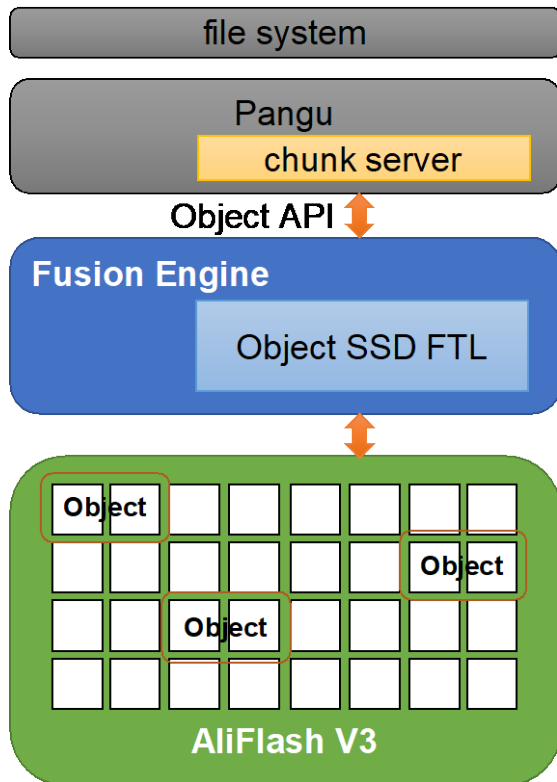 file system
Pangu
chunk server
Object API
Fusion Engine
Object SSD FTL
Object
Object
Object
AliFlash V3